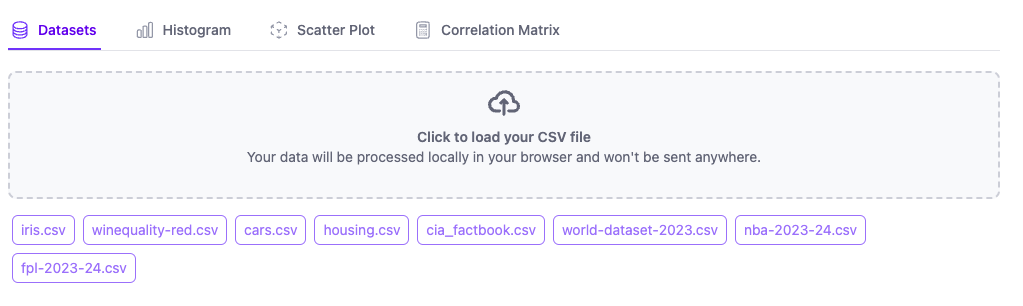 Datasets Histogram Scatter Plot Correlation Matrix
Click to load your CSV file
Your data will be processed locally in your browser and won't be sent anywhere.
iris.csv winequality-red.csv cars.csv housing.csv cia_factbook.csv world-dataset-2023.csv nba-2023-24.csv
fpl-2023-24.csv